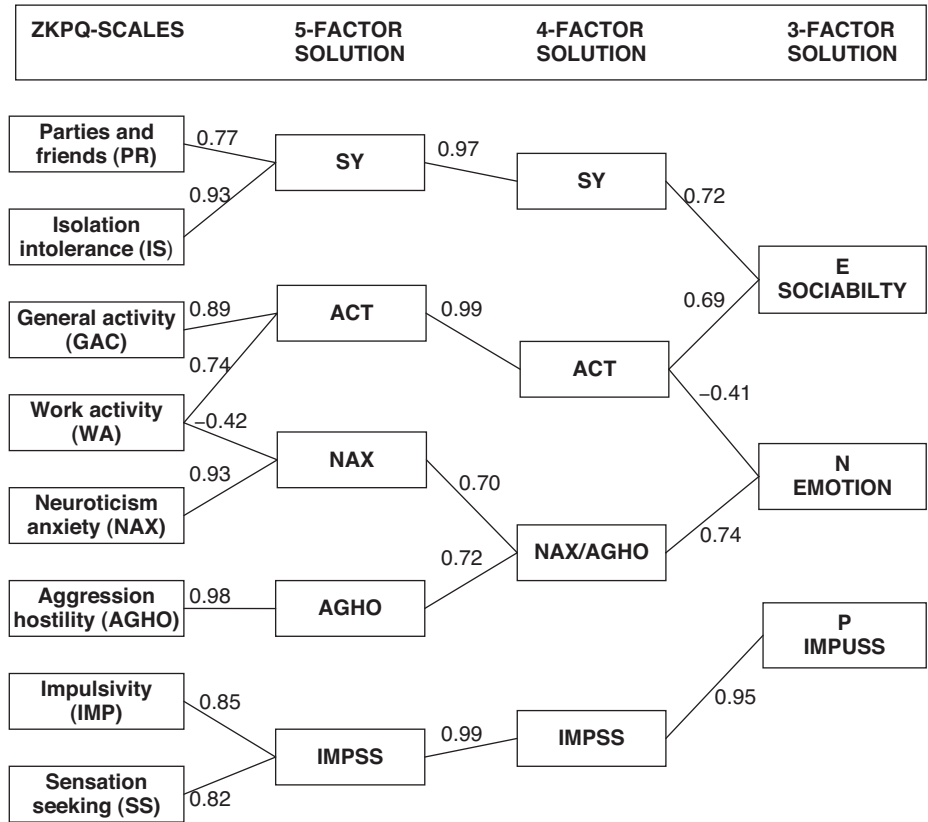 ZKPQ-SCALES
5-FACTOR
SOLUTION
4-FACTOR
SOLUTION
3-FACTOR
SOLUTION
Parties and
friends (PR)
0.77
Isolation
intolerance (IS)
0.93
SY
0.97
SY
0.72
E
SOCIABILTY
General activity
(GAC)
0.89
Work activity
(WA)
0.74
−0.42
ACT
0.99
ACT
0.69
−0.41
Neuroticism
anxiety (NAX)
0.93
NAX
0.70
N
EMOTION
Aggression
hostility (AGHO)
0.98
AGHO
0.72
NAX/AGHO
0.74
Impulsivity
(IMP)
0.85
Sensation
seeking (SS)
0.82
IMPSS
0.99
IMPSS
0.95
P
IMPUSS